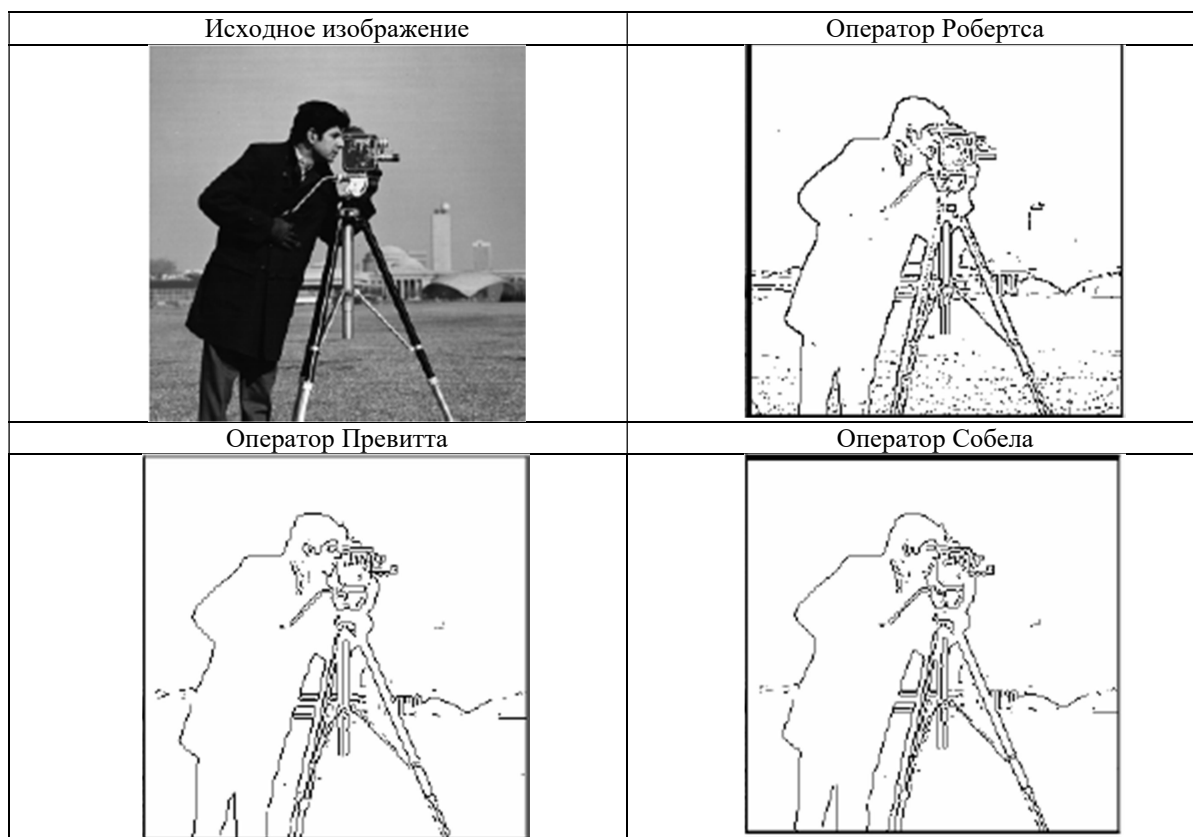 Исходное изображение
Оператор Робертса
Оператор Превитта
Оператор Собела